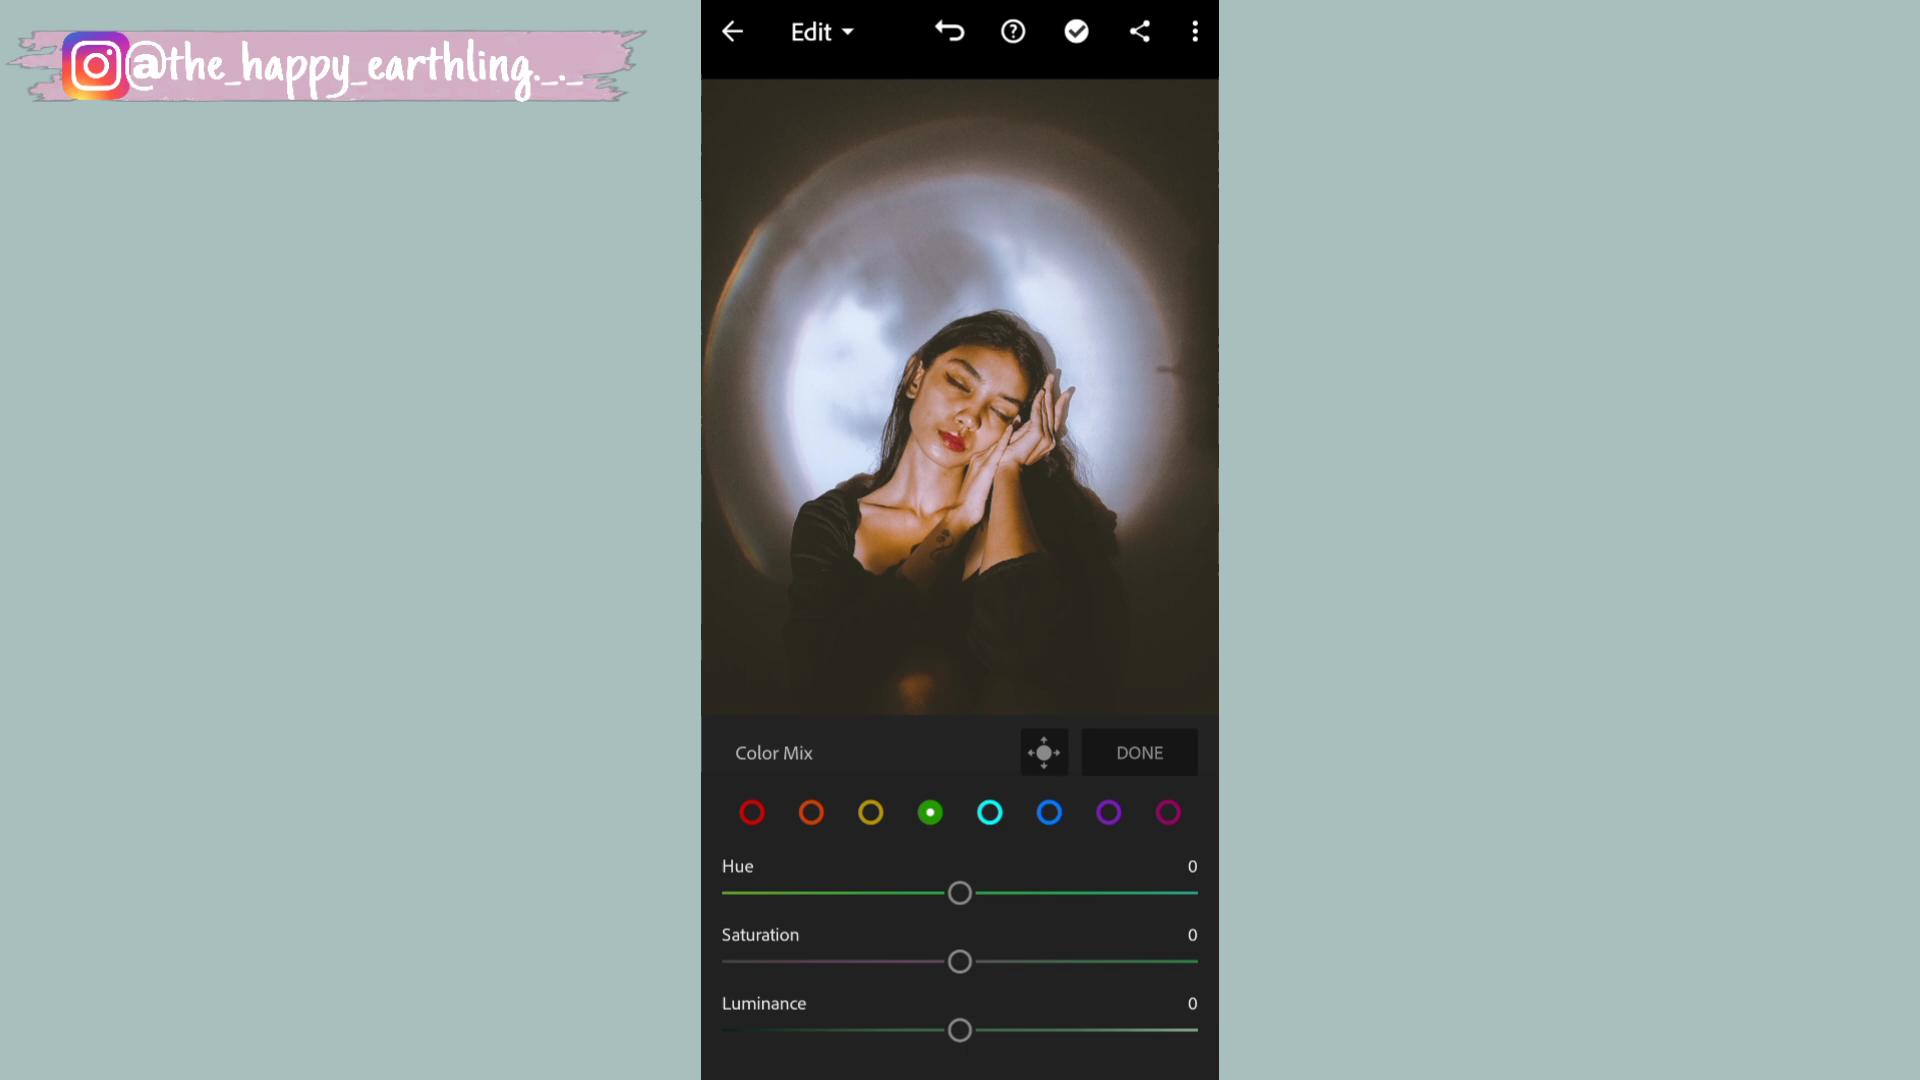 @the_happy_earthling._._
Edit
Color Mix
DONE
Hue 0
Saturation 0
Luminance 0